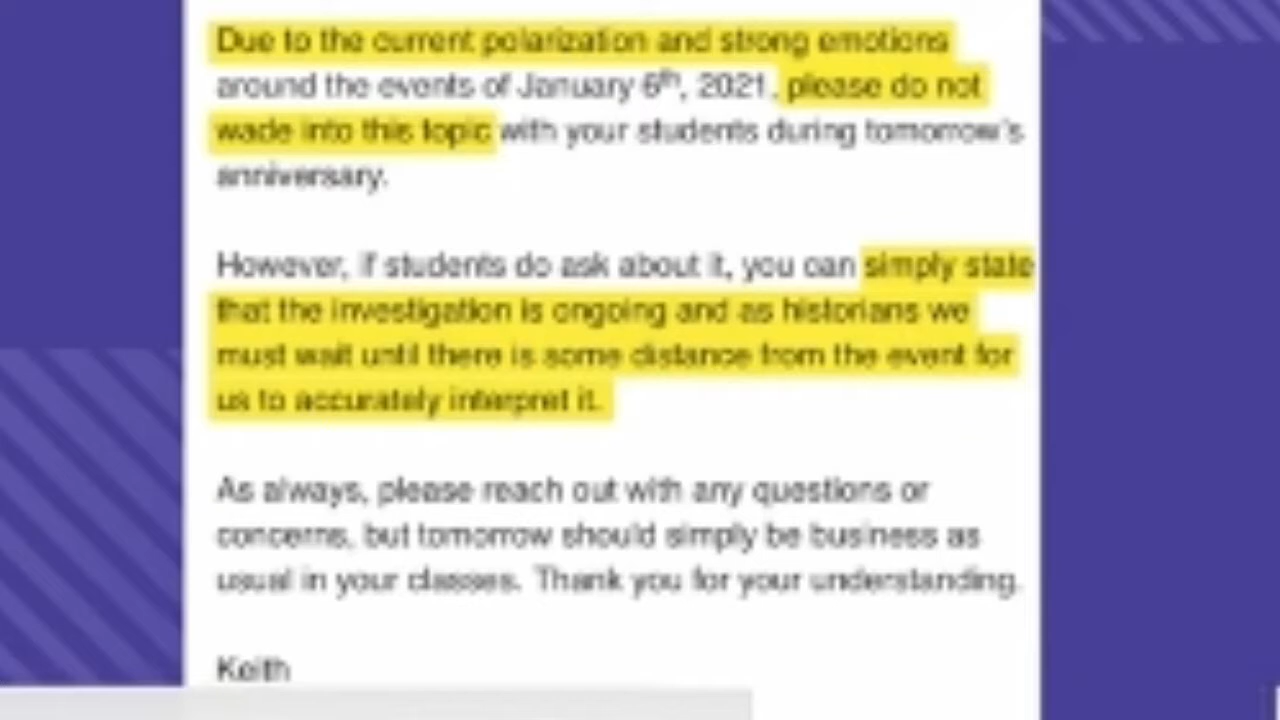 Due to the current polarization and strong emotions
around the events of January 6th, 2021, please do not
wade into this topic with your students during tomorrow's
anniversary.
However, if students do ask about it, you can simply state
that the investigation is ongoing and as historians we
must wait until there is some distance from the event for
us to accurately interpret it.
As always, please reach out with any questions or
concerns, but tomorrow should simply be business as
usual in your classes. Thank you for your understanding.
Keith